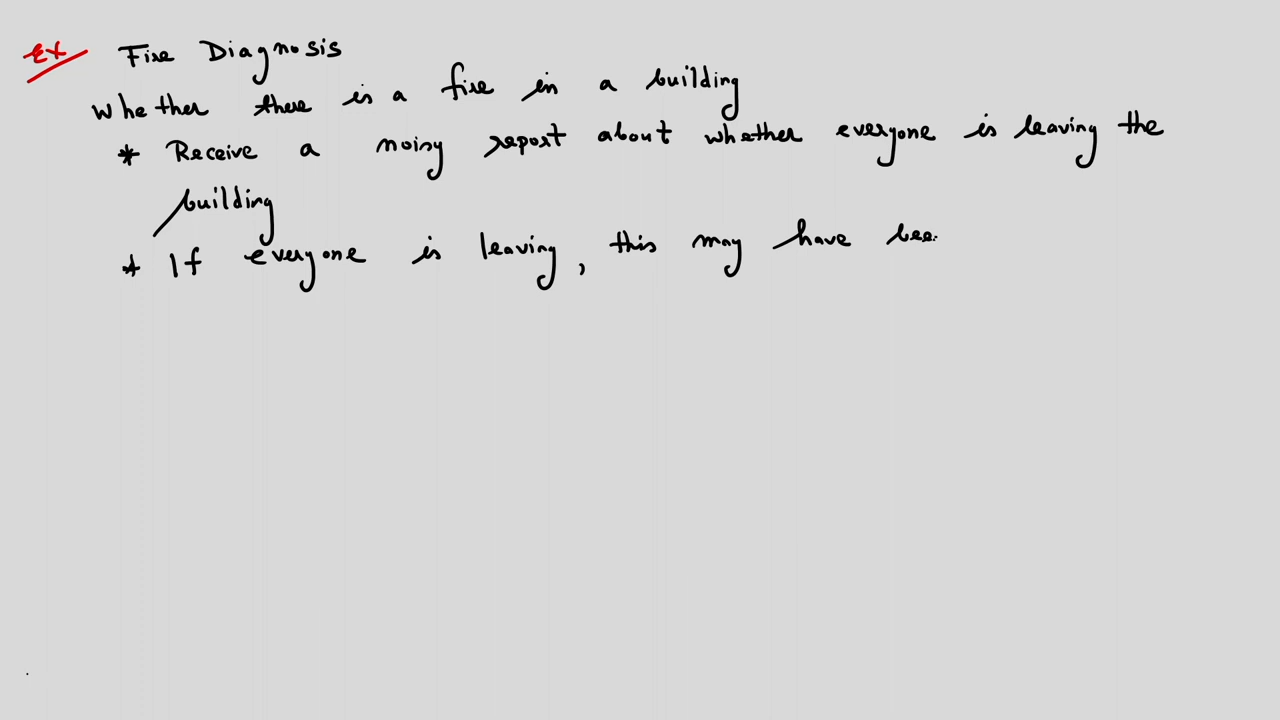 Ex Fire Diagnosis
Whether there is a fire in a building
* Receive a noisy report about whether everyone is leaving the
building
* If everyone is leaving, this may have bee